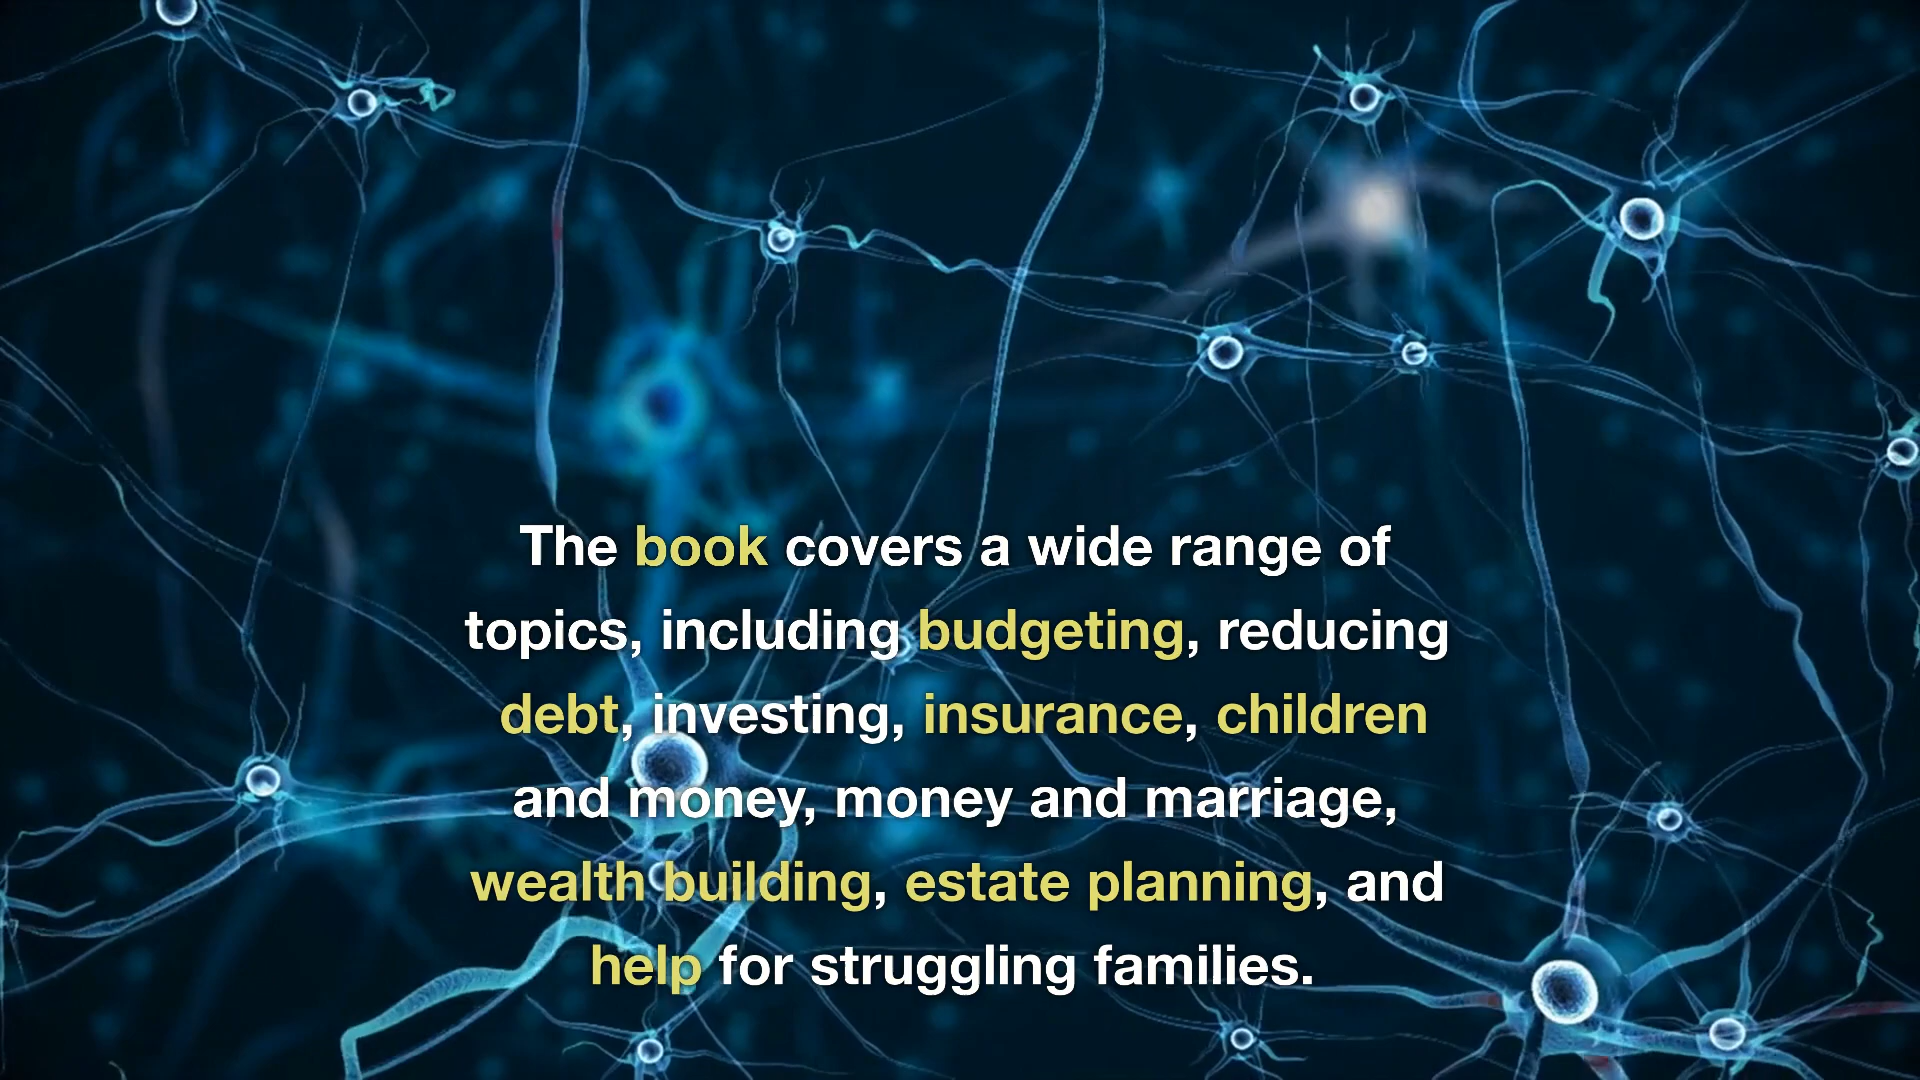 The book covers a wide range of
topics, including budgeting, reducing
debt, investing, insurance, children
and money, money and marriage,
wealth building, estate planning, and
help for struggling families.